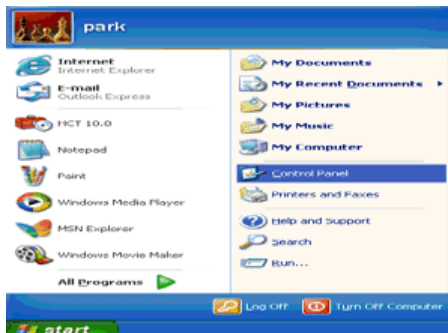 park
Internet
Internet Explorer
E-mail
Outlook Express
HCT 10.0
Notepad
Paint
Windows Media Player
MSN Explorer
Windows Movie Maker
All Programs
My Documents
My Recent Documents
My Pictures
My Music
My Computer
Control Panel
Printers and Faxes
Help and Support
Search
Run...
Log Off
Turn Off Computer
start